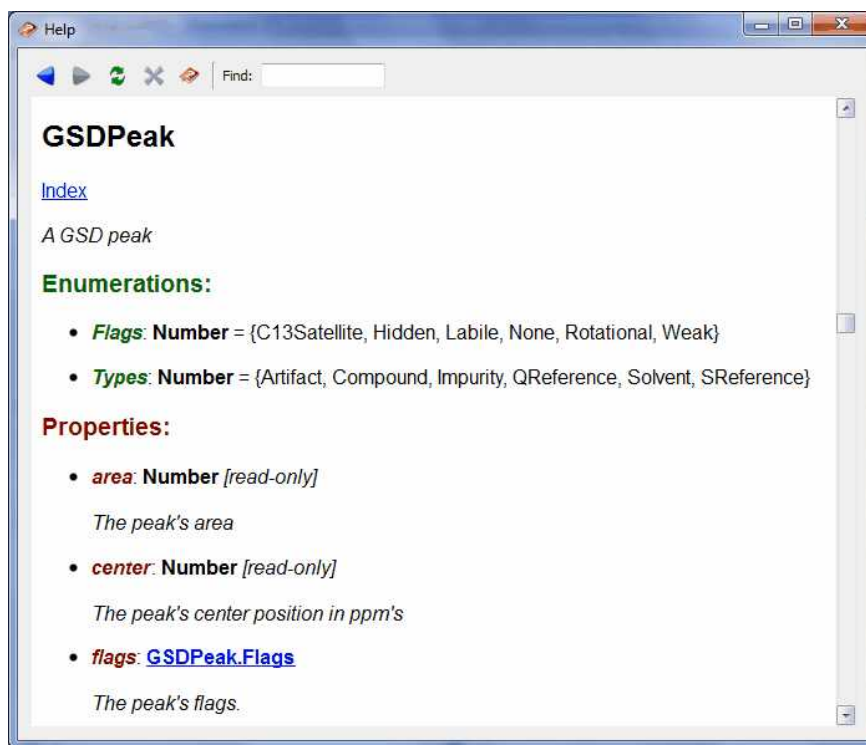 Help
Find:
GSDPeak
Index
A GSD peak
Enumerations:
• Flags: Number = {C13Satellite, Hidden, Labile, None, Rotational, Weak}
• Types: Number = {Artifact, Compound, Impurity, QReference, Solvent, SReference}
Properties:
• area: Number [read-only]
The peak's area
• center: Number [read-only]
The peak's center position in ppm's
• flags: GSDPeak.Flags
The peak's flags.